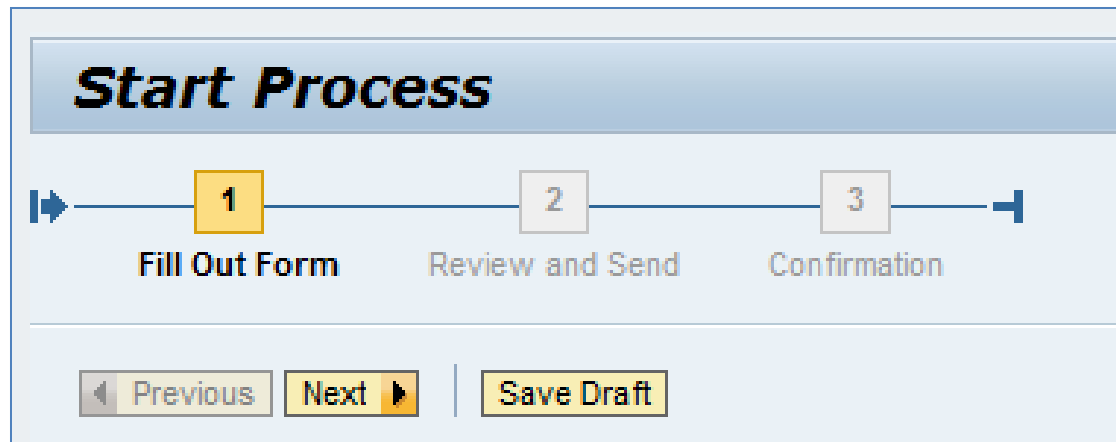 Start Process
1 2 3
Fill Out Form Review and Send Confirmation
Previous Next Save Draft